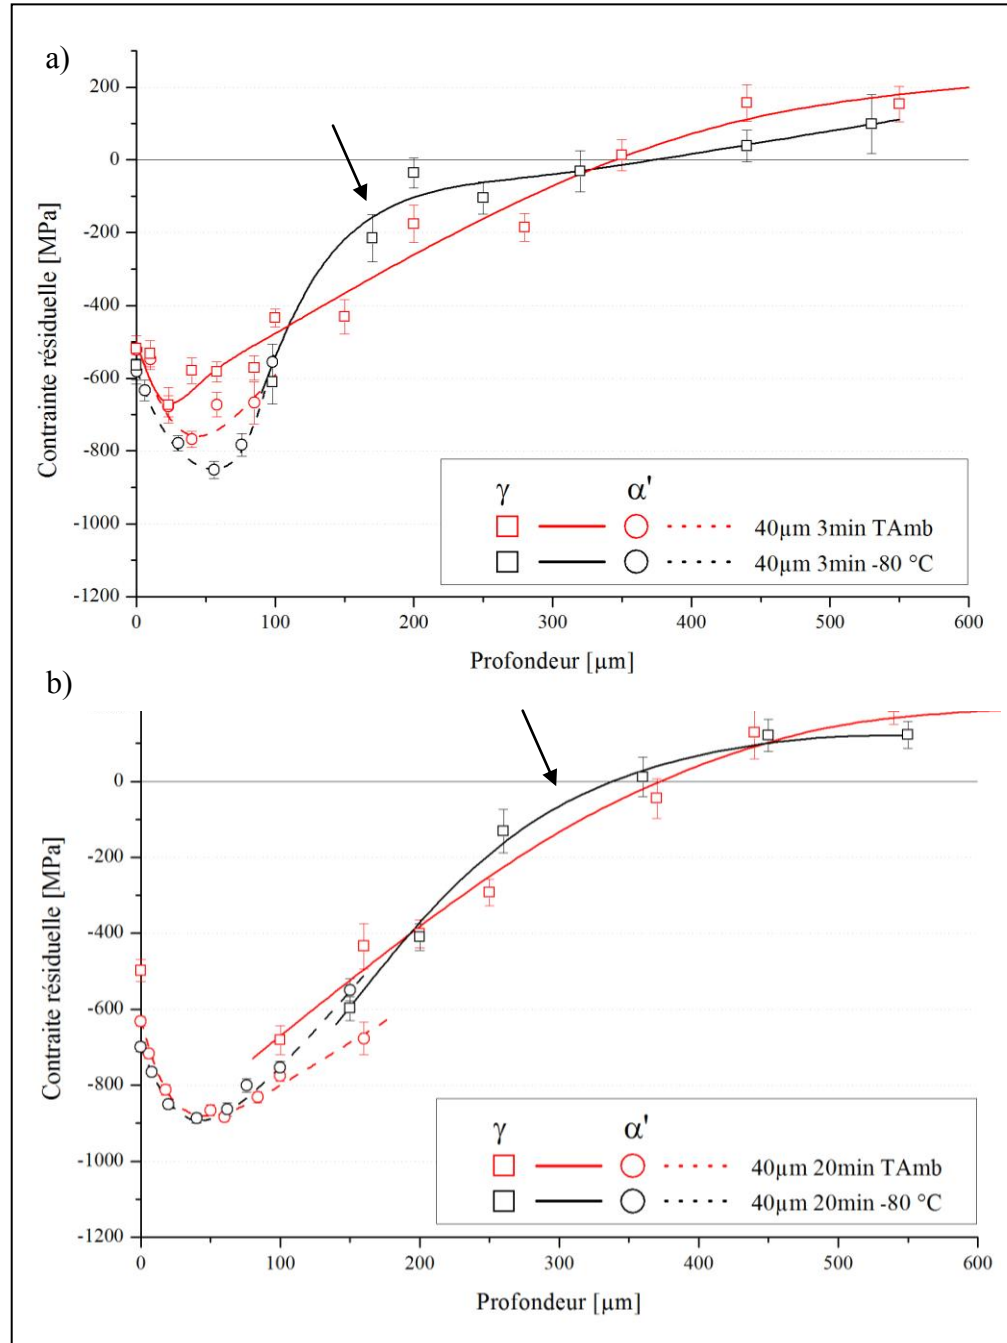 a)
200
0
-200
-400
-600
-800
-1000
-1200
Contrainte résiduelle [MPa]
γ α'
40µm 3min TAmb
40µm 3min -80 °C
0 100 200 300 400 500 600
Profondeur [µm]
b)
0
-200
-400
-600
-800
-1000
-1200
Contraite résiduelle [MPa]
γ α'
40µm 20min TAmb
40µm 20min -80 °C
0 100 200 300 400 500 600
Profondeur [µm]